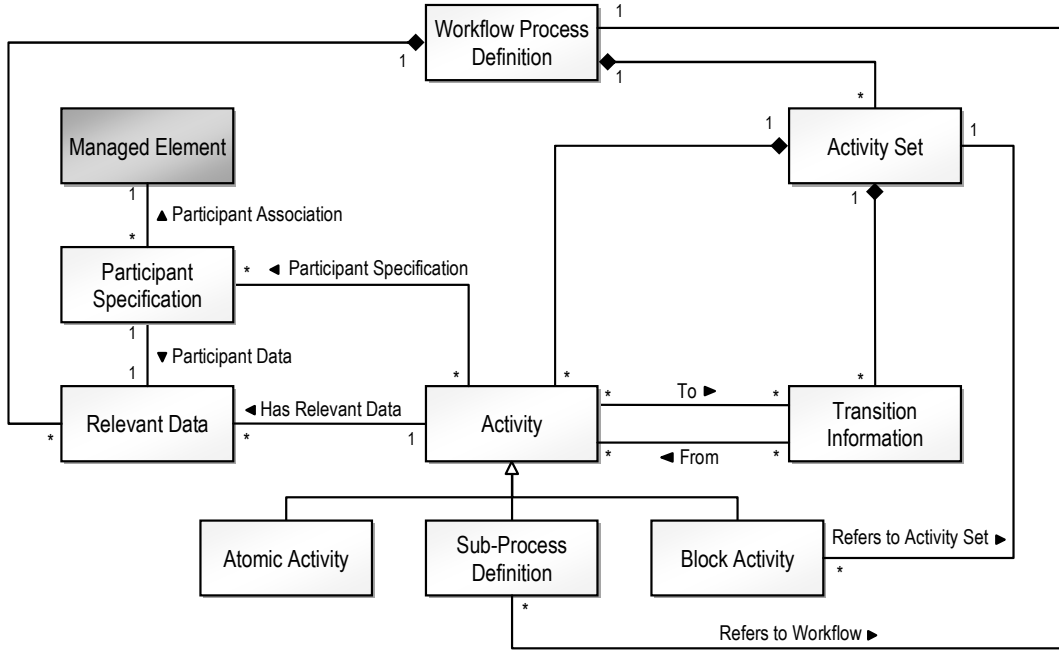 Workflow Process
Definition
1
1
1
*
Managed Element
1
Activity Set
1
1
1
▲ Participant Association
*
Participant
Specification
* ◄ Participant Specification
1
▼ Participant Data
1
*
*
*
Relevant Data
◄ Has Relevant Data
*
*
1
Activity
*
To ►
*
*
◄ From
*
Transition
Information
Atomic Activity
Sub-Process
Definition
Block Activity
Refers to Activity Set ►
*
*
Refers to Workflow ►